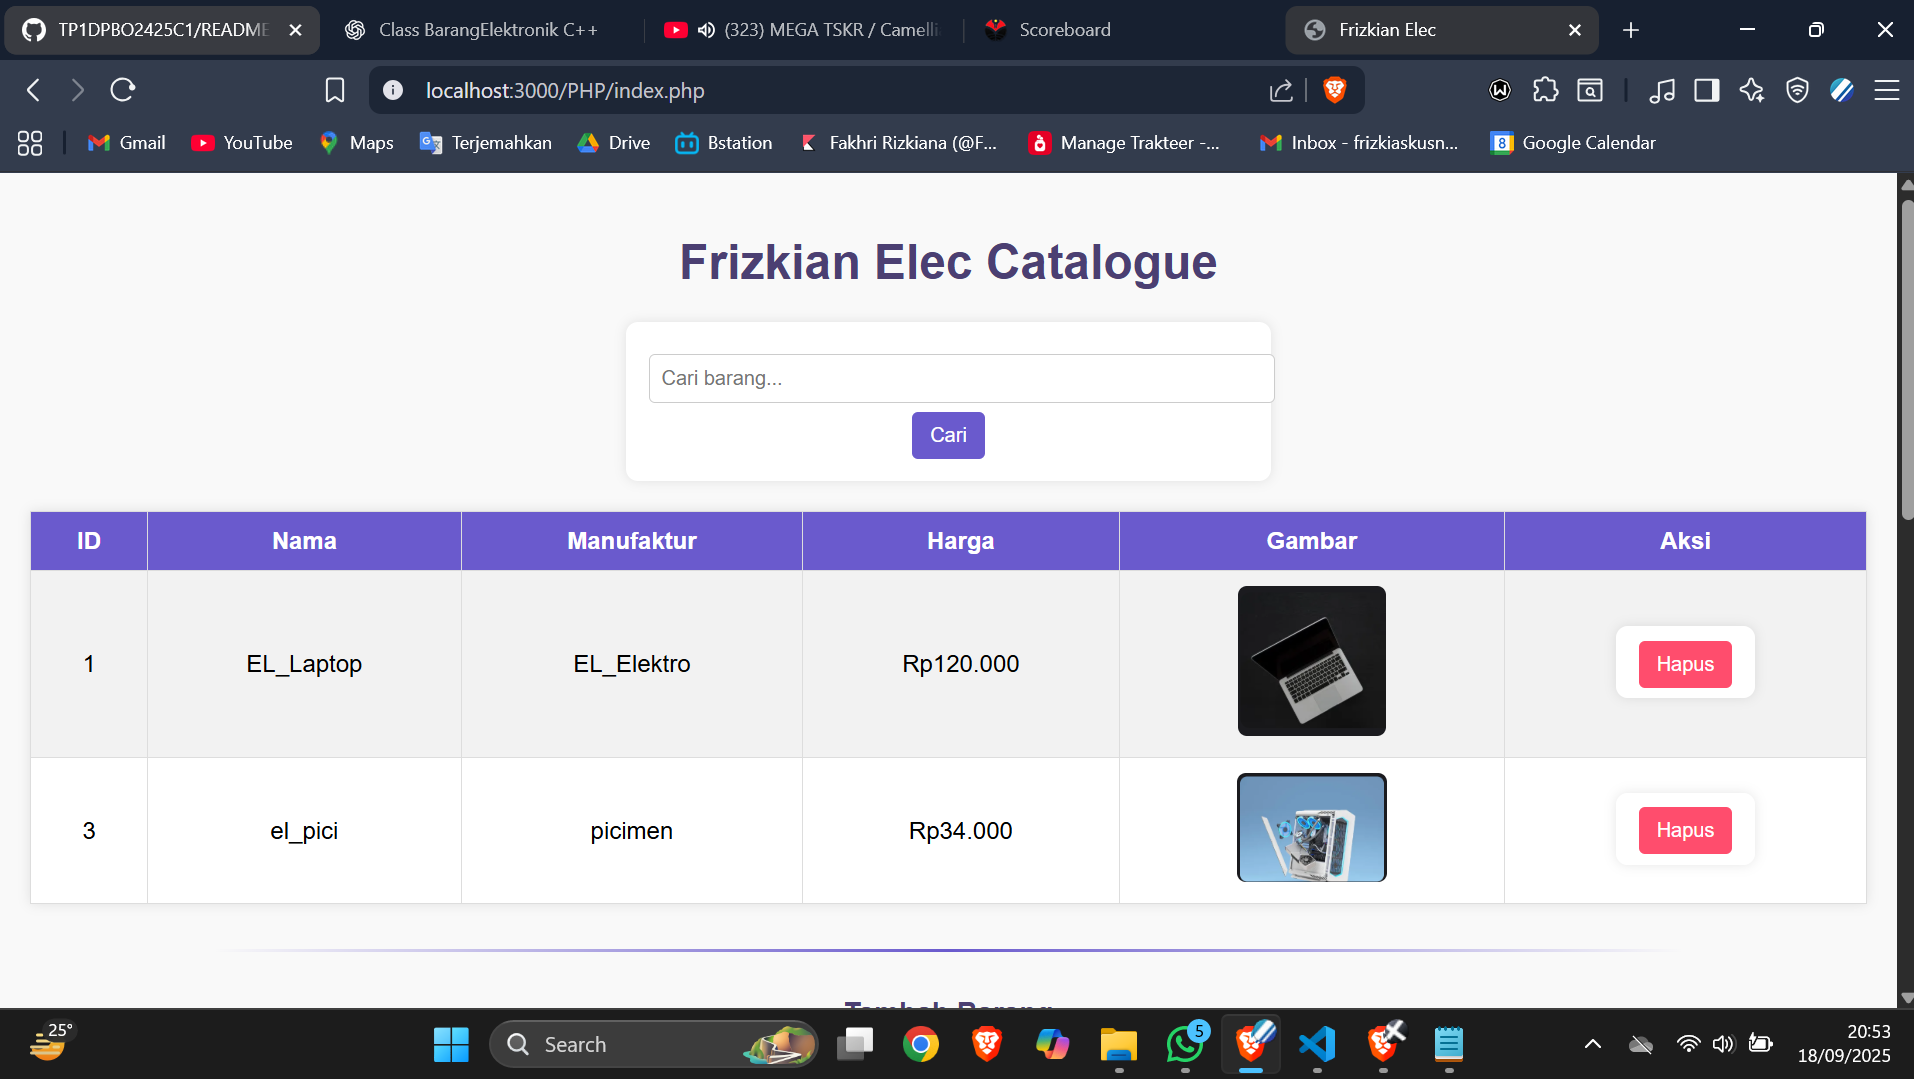 TP1DPBO2425C1/README
Class BarangElektronik C++
(323) MEGA TSKR / Camelli
Scoreboard
Frizkian Elec
localhost:3000/PHP/index.php
Gmail
YouTube
Maps
Terjemahkan
Drive
Bstation
Fakhri Rizkiana (@F...
Manage Trakteer -...
Inbox - frizkiaskusn...
8
Google Calendar
Frizkian Elec Catalogue
Cari barang...
Cari
ID Nama Manufaktur Harga Gambar Aksi
1 EL_Laptop EL_Elektro Rp120.000 Hapus
3 el_pici picimen Rp34.000 Hapus
Tambah Barang
25°
Search
5
20:53
18/09/2025